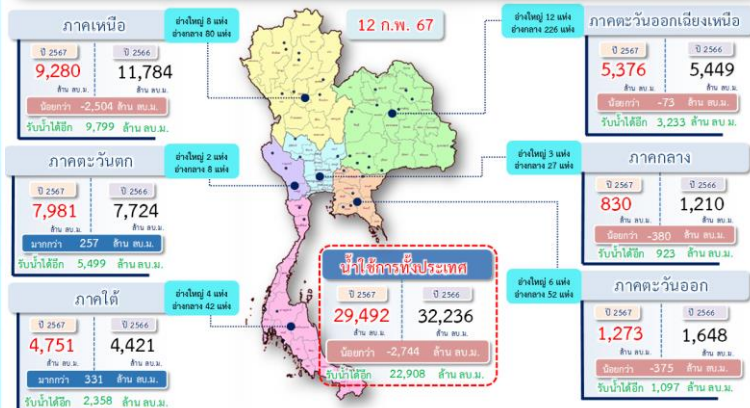 12 ก.พ. 67
ภาคเหนือ
ปี 2567 ปี 2566
9,280 11,784
ล้าน ลบ.ม. ล้าน ลบ.ม.
น้อยกว่า -2,504 ล้าน ลบ.ม.
รับน้ำได้อีก 9,799 ล้าน ลบ.ม.
อ่างใหญ่ 8 แห่ง
อ่างกลาง 80 แห่ง
อ่างใหญ่ 12 แห่ง
อ่างกลาง 226 แห่ง
ภาคตะวันออกเฉียงเหนือ
ปี 2567 ปี 2566
5,376 5,449
ล้าน ลบ.ม. ล้าน ลบ.ม.
น้อยกว่า -73 ล้าน ลบ.ม.
รับน้ำได้อีก 3,233 ล้าน ลบ.ม.
ภาคตะวันตก
ปี 2567 ปี 2566
7,981 7,724
ล้าน ลบ.ม. ล้าน ลบ.ม.
มากกว่า 257 ล้าน ลบ.ม.
รับน้ำได้อีก 5,499 ล้าน ลบ.ม.
อ่างใหญ่ 2 แห่ง
อ่างกลาง 8 แห่ง
อ่างใหญ่ 3 แห่ง
อ่างกลาง 27 แห่ง
ภาคกลาง
ปี 2567 ปี 2566
830 1,210
ล้าน ลบ.ม. ล้าน ลบ.ม.
น้อยกว่า -380 ล้าน ลบ.ม.
รับน้ำได้อีก 923 ล้าน ลบ.ม.
ภาคใต้
ปี 2567 ปี 2566
4,751 4,421
ล้าน ลบ.ม. ล้าน ลบ.ม.
มากกว่า 331 ล้าน ลบ.ม.
รับน้ำได้อีก 2,358 ล้าน ลบ.ม.
อ่างใหญ่ 4 แห่ง
อ่างกลาง 42 แห่ง
น้ำใช้การทั้งประเทศ
ปี 2567 ปี 2566
29,492 32,236
ล้าน ลบ.ม. ล้าน ลบ.ม.
น้อยกว่า -2,744 ล้าน ลบ.ม.
รับน้ำได้อีก 22,908 ล้าน ลบ.ม.
อ่างใหญ่ 6 แห่ง
อ่างกลาง 52 แห่ง
ภาคตะวันออก
ปี 2567 ปี 2566
1,273 1,648
ล้าน ลบ.ม. ล้าน ลบ.ม.
น้อยกว่า -375 ล้าน ลบ.ม.
รับน้ำได้อีก 1,097 ล้าน ลบ.ม.